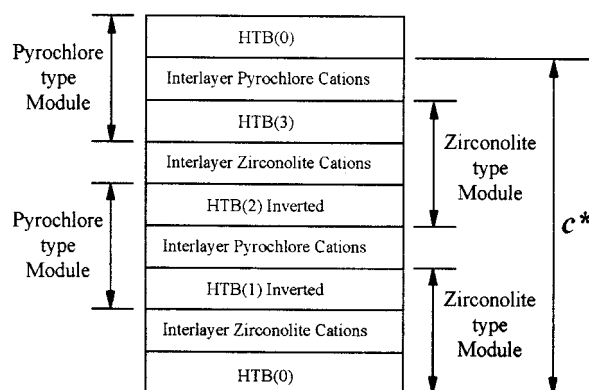 HTB(0)
Interlayer Pyrochlore Cations
HTB(3)
Interlayer Zirconolite Cations
HTB(2) Inverted
Interlayer Pyrochlore Cations
HTB(1) Inverted
Interlayer Zirconolite Cations
HTB(0)
Pyrochlore
type
Module
Pyrochlore
type
Module
Zirconolite
type
Module
Zirconolite
type
Module
c*